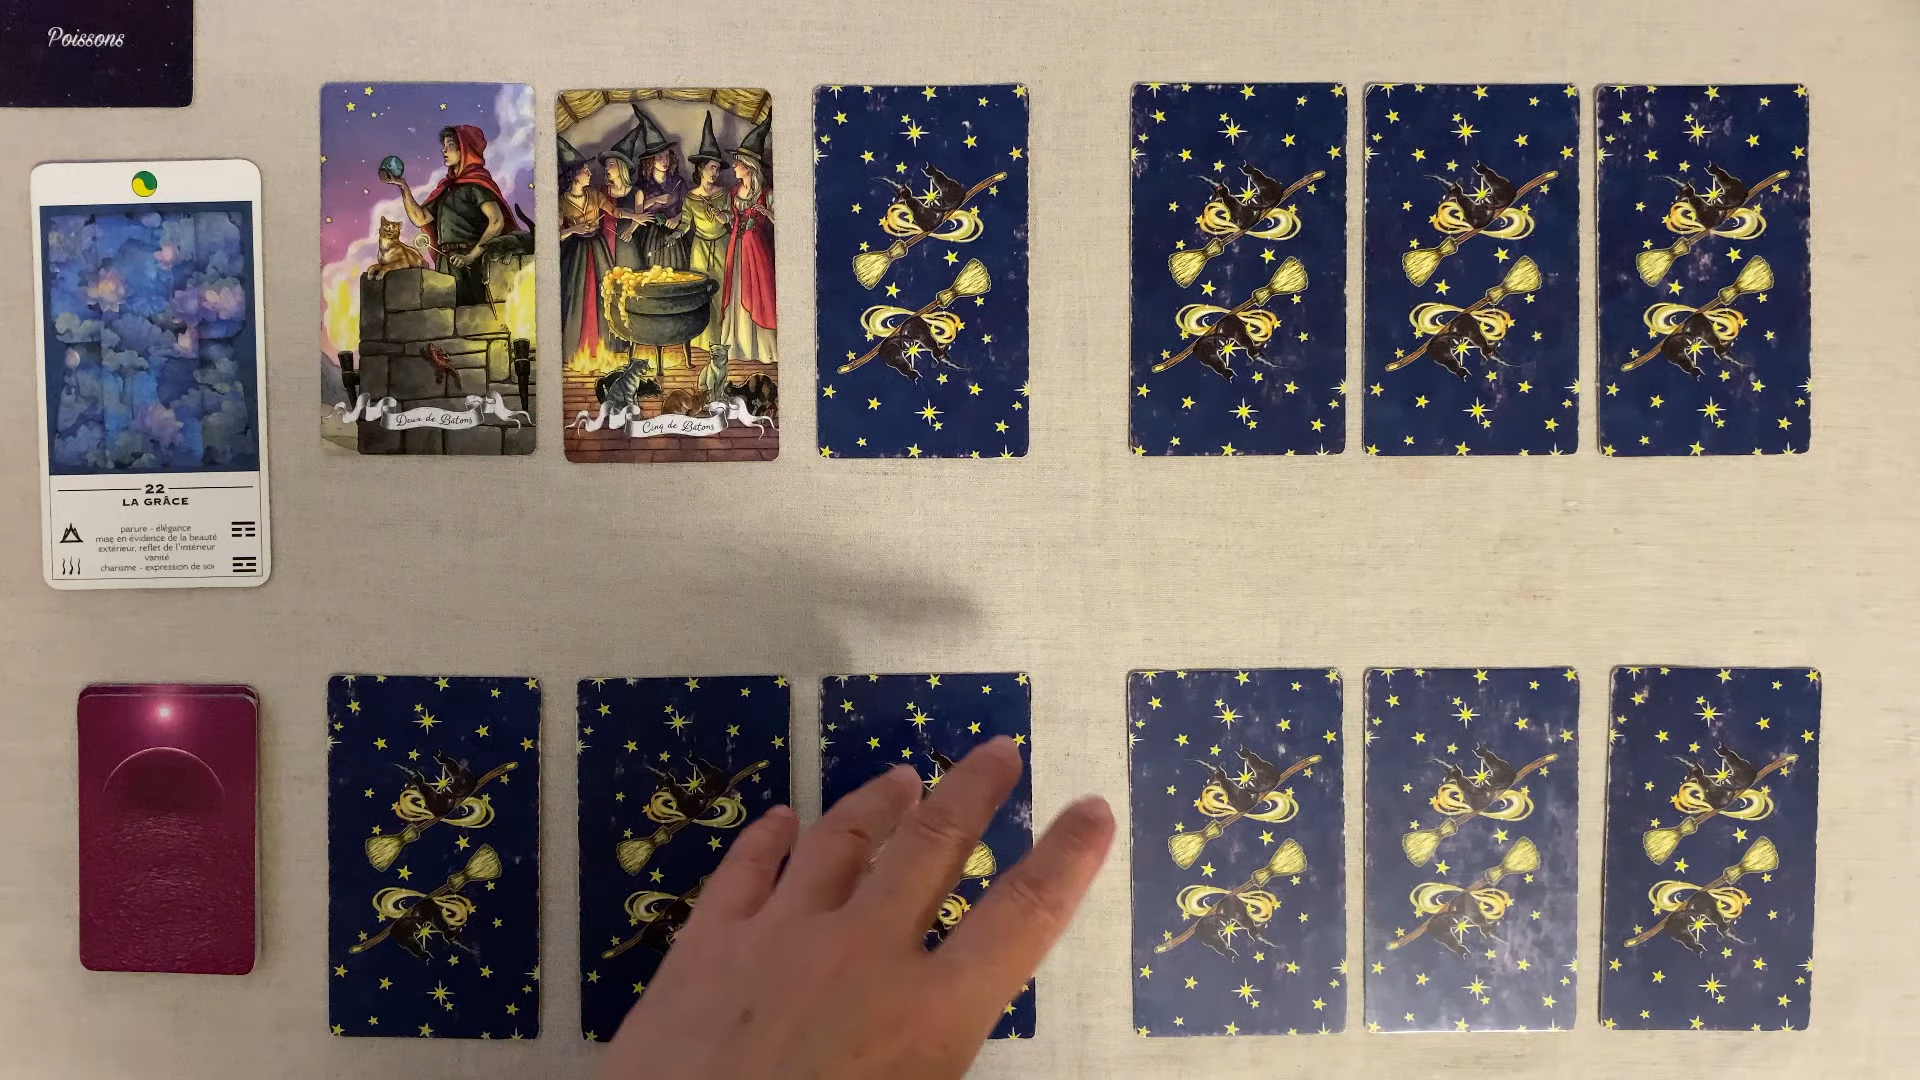 Poissons
Deux de Bâtons
Cinq de Bâtons
22
LA GRÂCE
parure - élégance
mise en évidence de la beauté
extérieur, reflet de l'intérieur
vanité
charisme - expression de soi